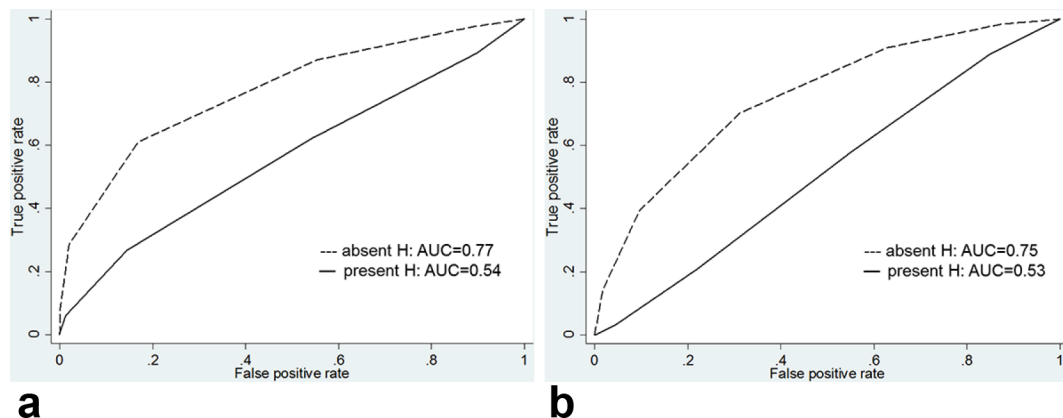 1
.8
.6
.4
.2
0
True positive rate
absent H: AUC=0.77
present H: AUC=0.54
0 .2 .4 .6 .8 1
False positive rate
a
1
.8
.6
.4
.2
0
True positive rate
absent H: AUC=0.75
present H: AUC=0.53
0 .2 .4 .6 .8 1
False positive rate
b